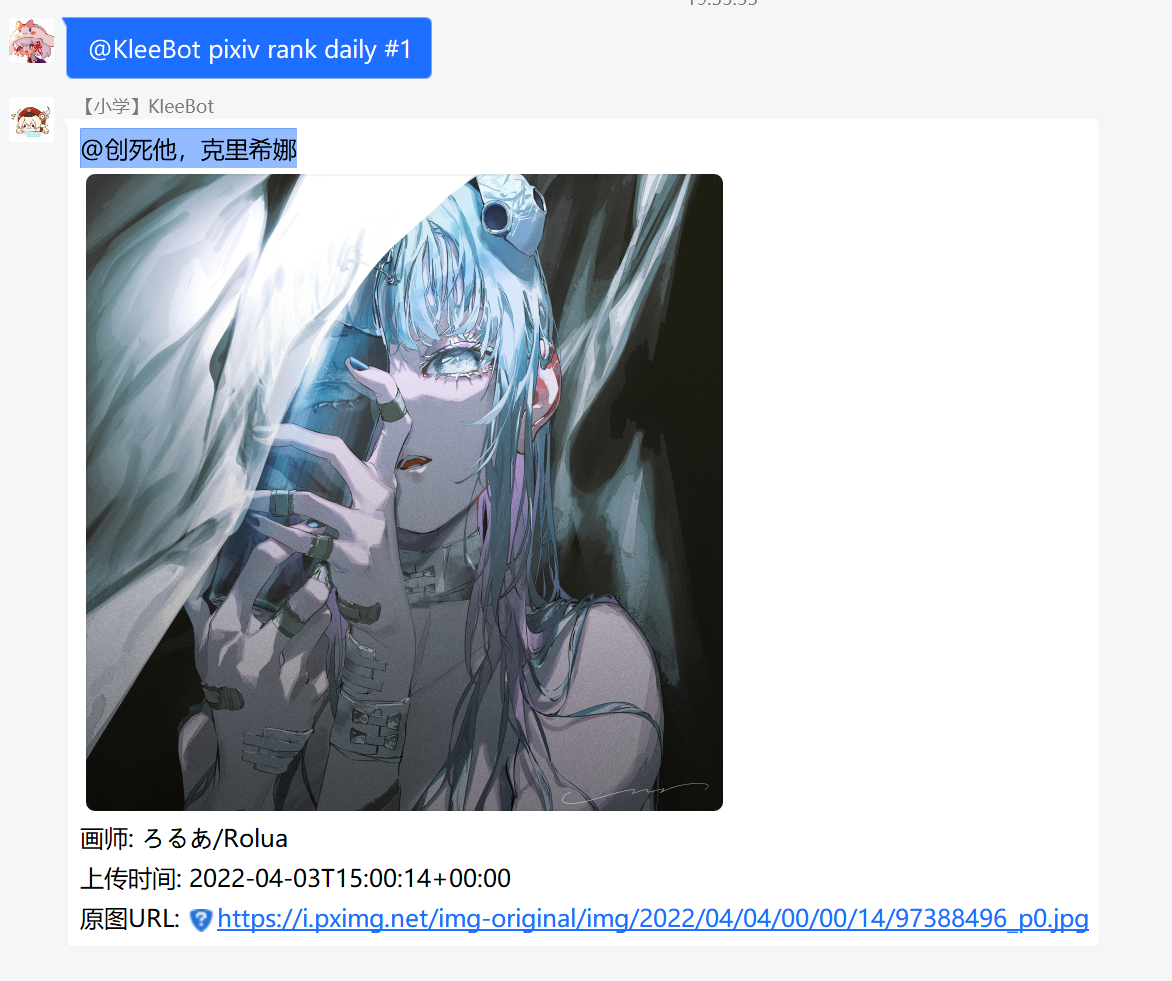 @KleeBot pixiv rank daily #1
【小学】KleeBot
@创死他，克里希娜
画师: ろるあ/Rolua
上传时间: 2022-04-03T15:00:14+00:00
原图URL: https://i.pximg.net/img-original/img/2022/04/04/00/00/14/97388496_p0.jpg